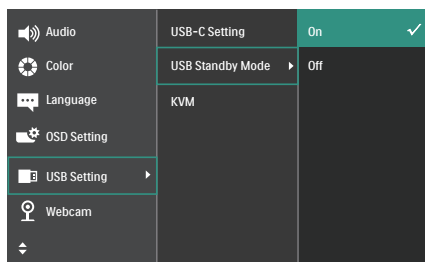 Audio
Color
Language
OSD Setting
USB Setting
Webcam
USB-C Setting
USB Standby Mode
KVM
On
Off